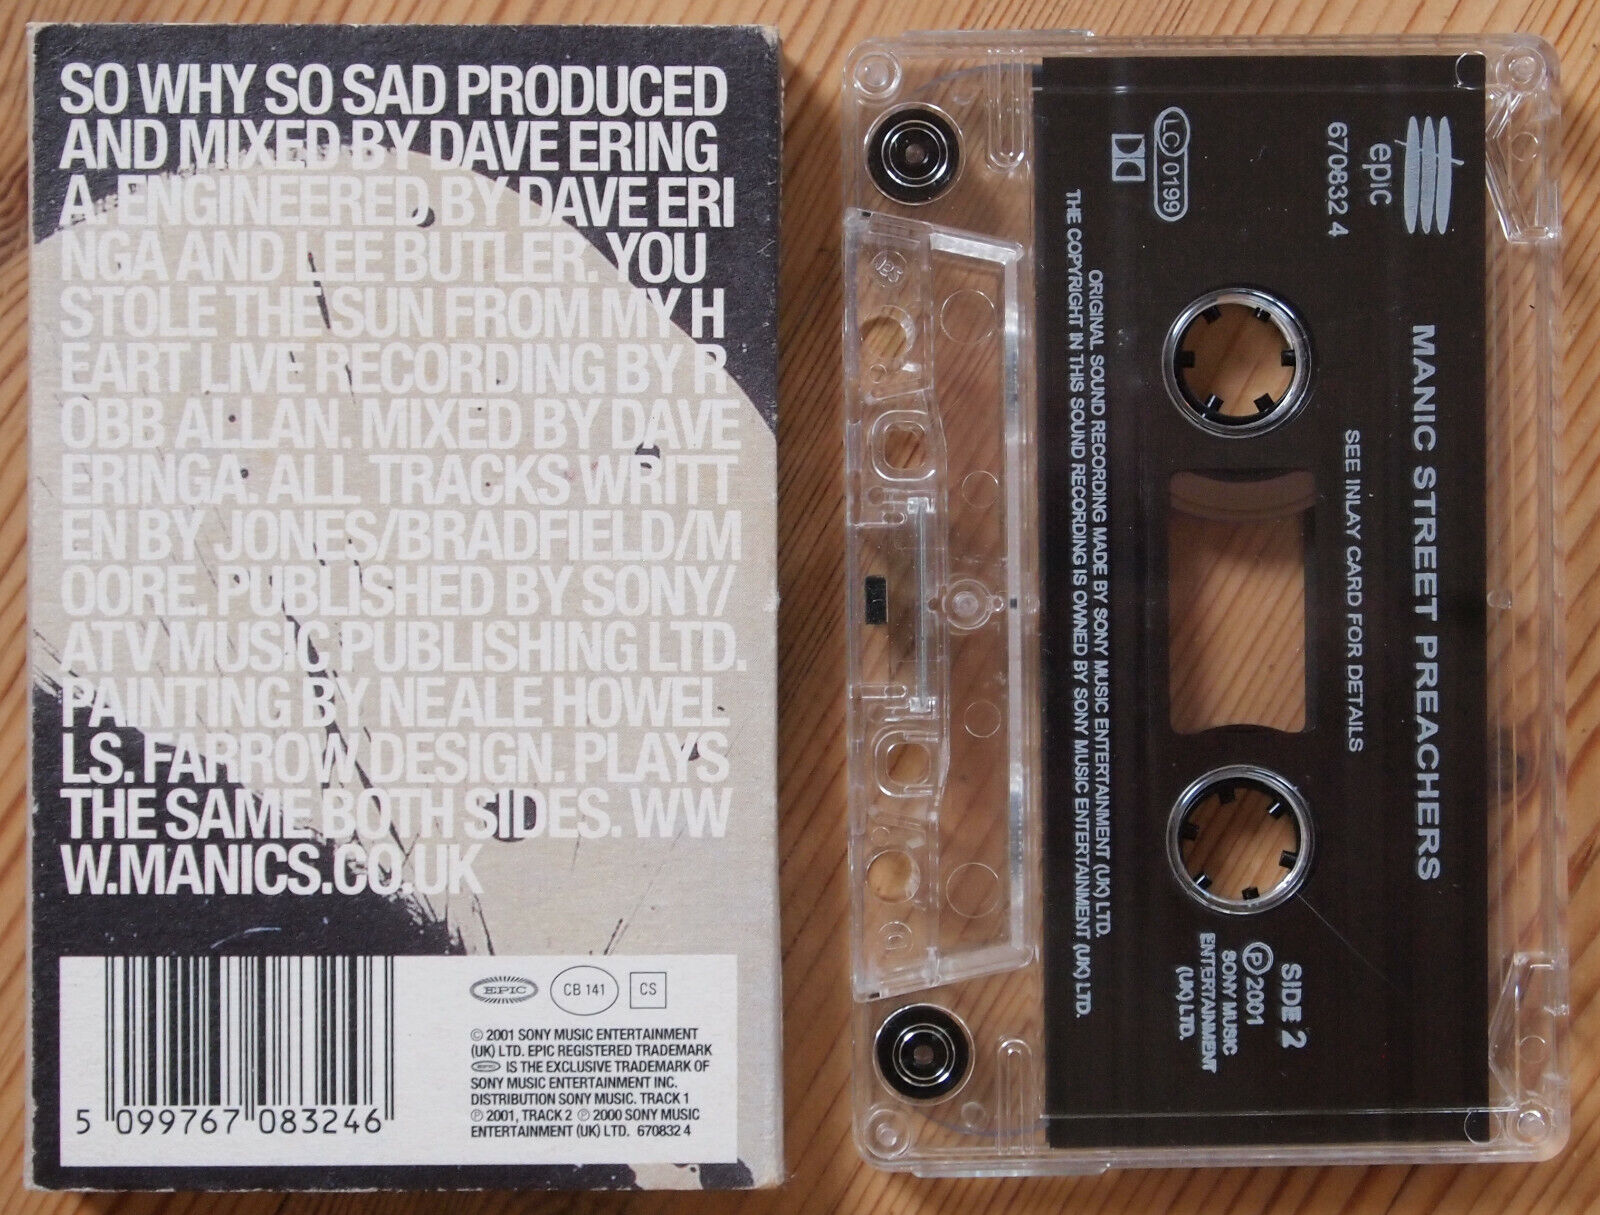 SO WHY SO SAD PRODUCED
AND MIXED BY DAVE ERING
A. ENGINEERED BY DAVE ERI
NGA AND LEE BUTLER. YOU
STOLE THE SUN FROM MY H
EART LIVE RECORDING BY R
OBB ALLAN. MIXED BY DAVE
ERINGA. ALL TRACKS WRITT
EN BY JONES/BRADFIELD/M
OORE. PUBLISHED BY SONY/
ATV MUSIC PUBLISHING LTD.
PAINTING BY NEALE HOWEL
LS. FARROW DESIGN. PLAYS
THE SAME BOTH SIDES. WW
W.MANICS.CO.UK
5 099767 083246
EPIC
CB 141
CS
© 2001 SONY MUSIC ENTERTAINMENT
(UK) LTD. EPIC REGISTERED TRADEMARK
IS THE EXCLUSIVE TRADEMARK OF
SONY MUSIC ENTERTAINMENT INC.
DISTRIBUTION SONY MUSIC. TRACK 1
℗ 2001, TRACK 2 ℗ 2000 SONY MUSIC
ENTERTAINMENT (UK) LTD. 670832 4
epic
670832 4
LC 0199
MANIC STREET PREACHERS
SEE INLAY CARD FOR DETAILS
SIDE 2
℗ 2001
SONY MUSIC
ENTERTAINMENT
(UK) LTD.
ORIGINAL SOUND RECORDING MADE BY SONY MUSIC ENTERTAINMENT (UK) LTD.
THE COPYRIGHT IN THIS SOUND RECORDING IS OWNED BY SONY MUSIC ENTERTAINMENT (UK) LTD.